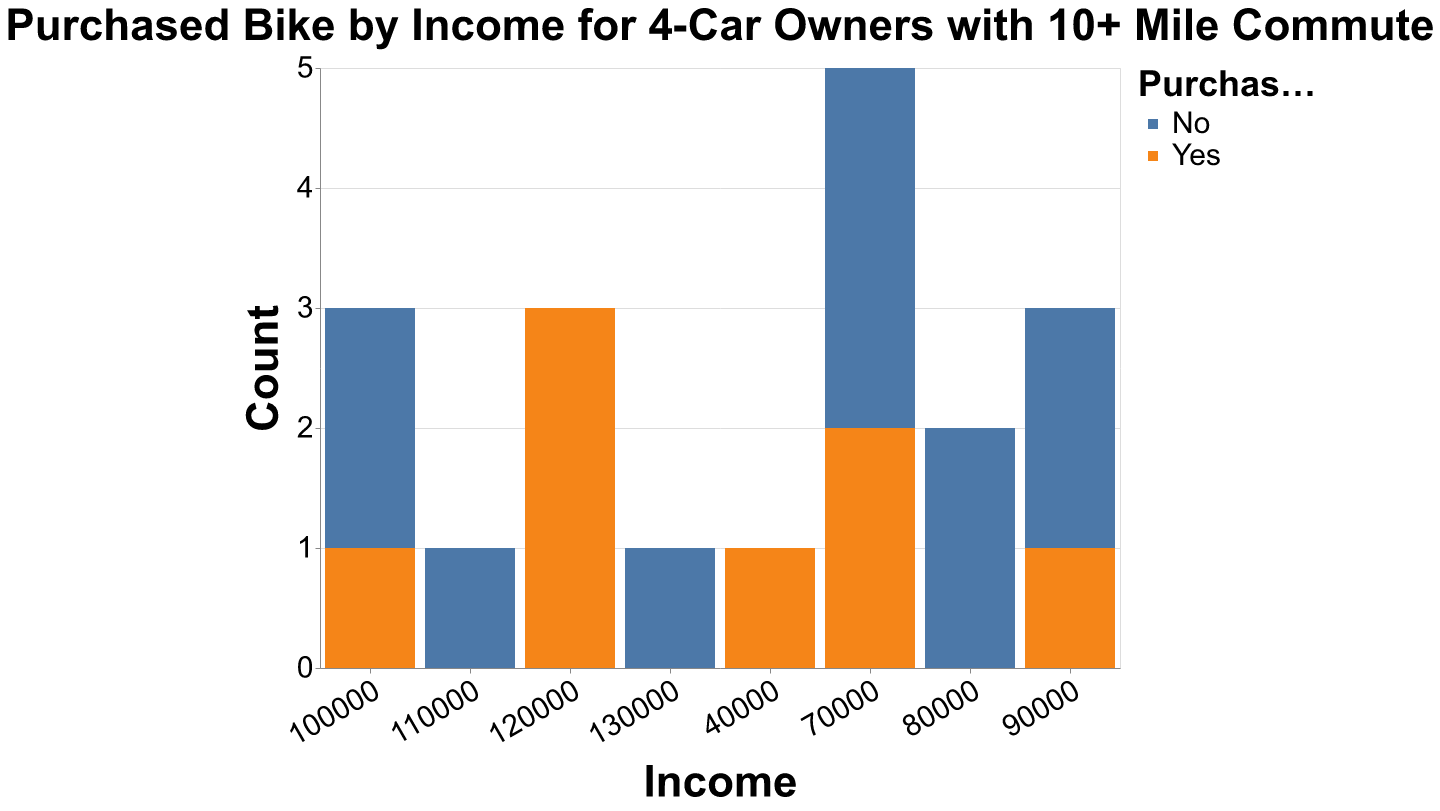 Purchased Bike by Income for 4-Car Owners with 10+ Mile Commute
5
4
3
2
1
0
Count
100000
110000
120000
130000
40000
70000
80000
90000
Income
Purchas…
No
Yes